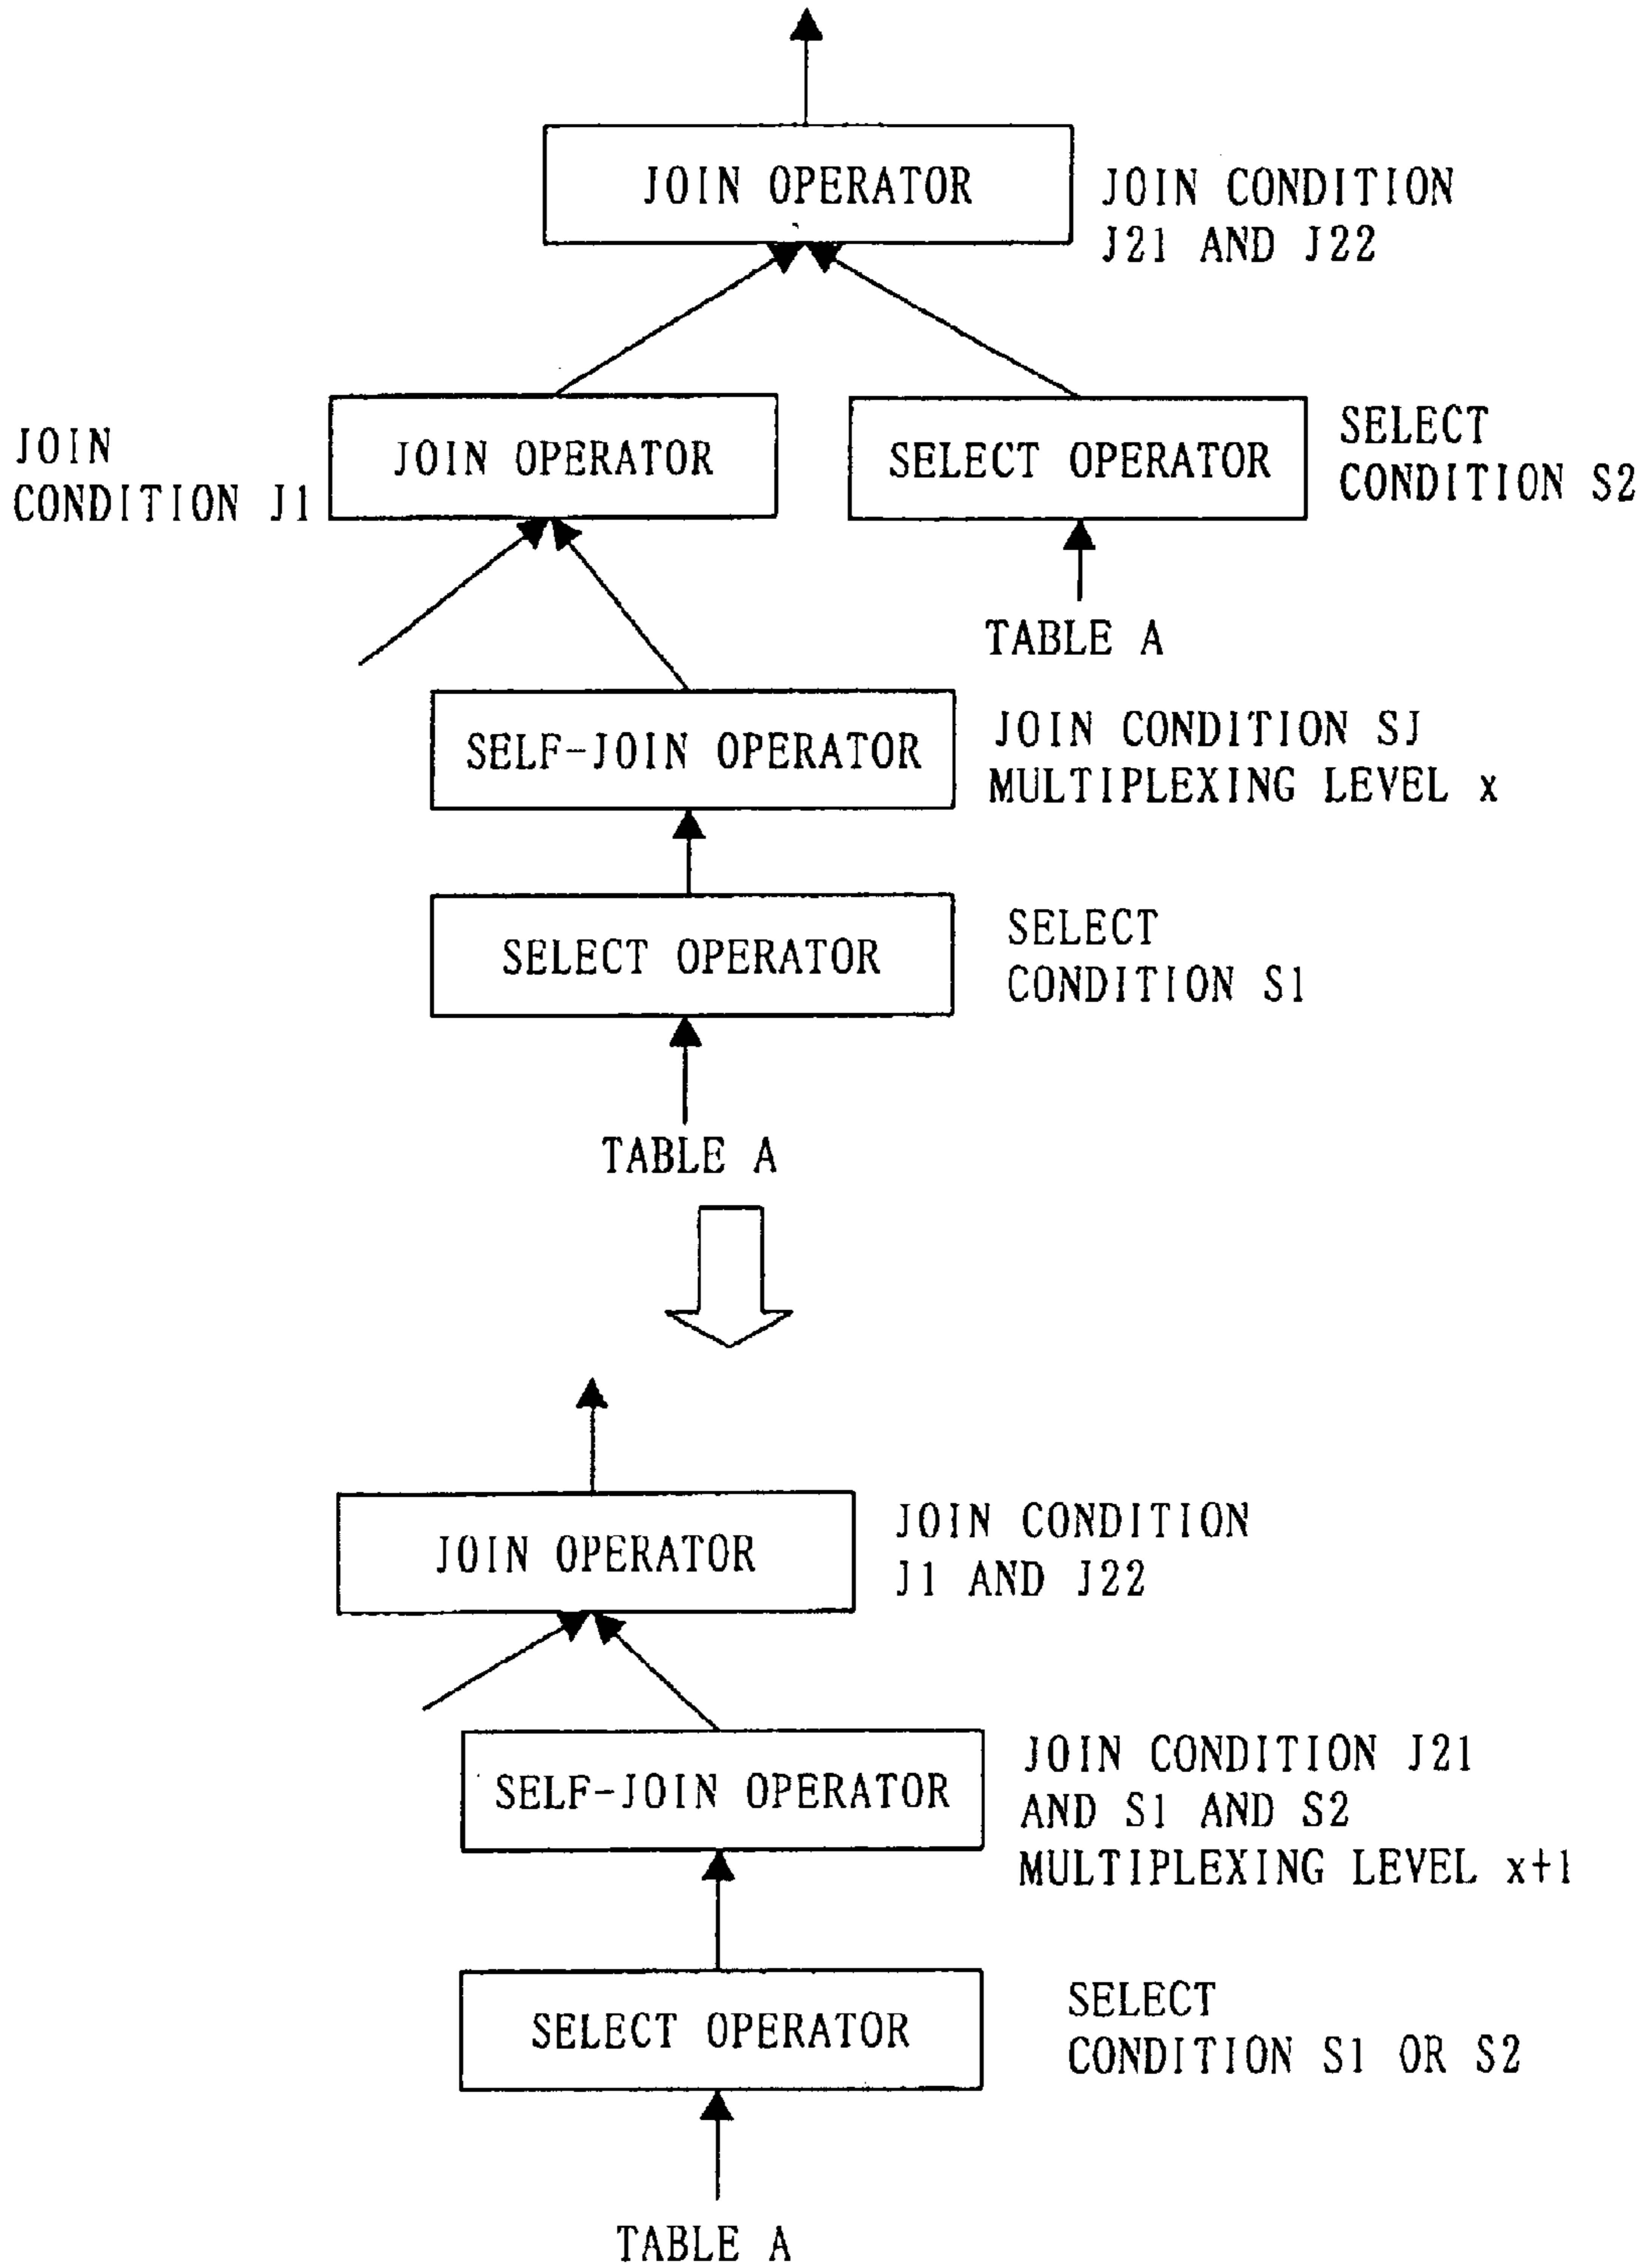 JOIN OPERATOR
JOIN CONDITION
J21 AND J22
JOIN
CONDITION J1
JOIN OPERATOR
SELECT OPERATOR
SELECT
CONDITION S2
TABLE A
SELF-JOIN OPERATOR
JOIN CONDITION SJ
MULTIPLEXING LEVEL x
SELECT OPERATOR
SELECT
CONDITION S1
TABLE A
JOIN OPERATOR
JOIN CONDITION
J1 AND J22
SELF-JOIN OPERATOR
JOIN CONDITION J21
AND S1 AND S2
MULTIPLEXING LEVEL x+1
SELECT OPERATOR
SELECT
CONDITION S1 OR S2
TABLE A